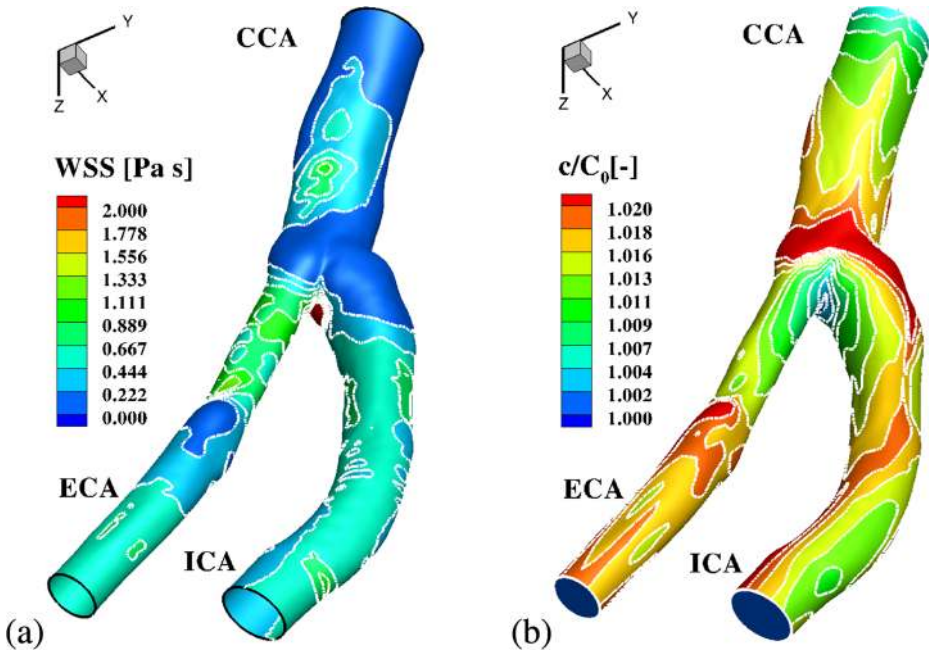 Y
Z
X
CCA
WSS [Pa s]
2.000
1.778
1.556
1.333
1.111
0.889
0.667
0.444
0.222
0.000
ECA
ICA
(a)
Y
Z
X
CCA
c/C₀[-]
1.020
1.018
1.016
1.013
1.011
1.009
1.007
1.004
1.002
1.000
ECA
ICA
(b)